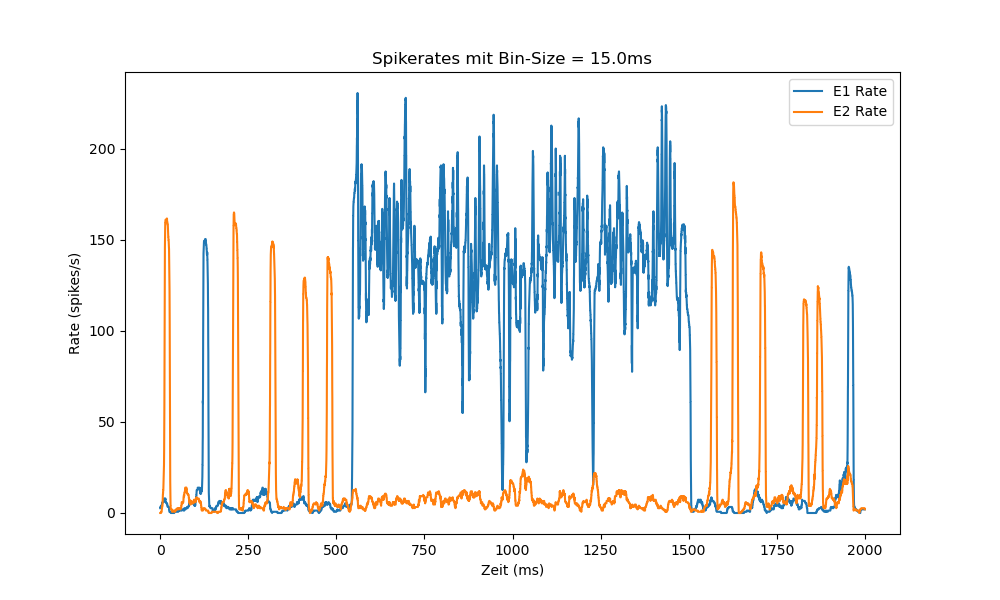 Spikerates mit Bin-Size = 15.0ms
E1 Rate
E2 Rate
200
150
100
50
0
Rate (spikes/s)
0 250 500 750 1000 1250 1500 1750 2000
Zeit (ms)